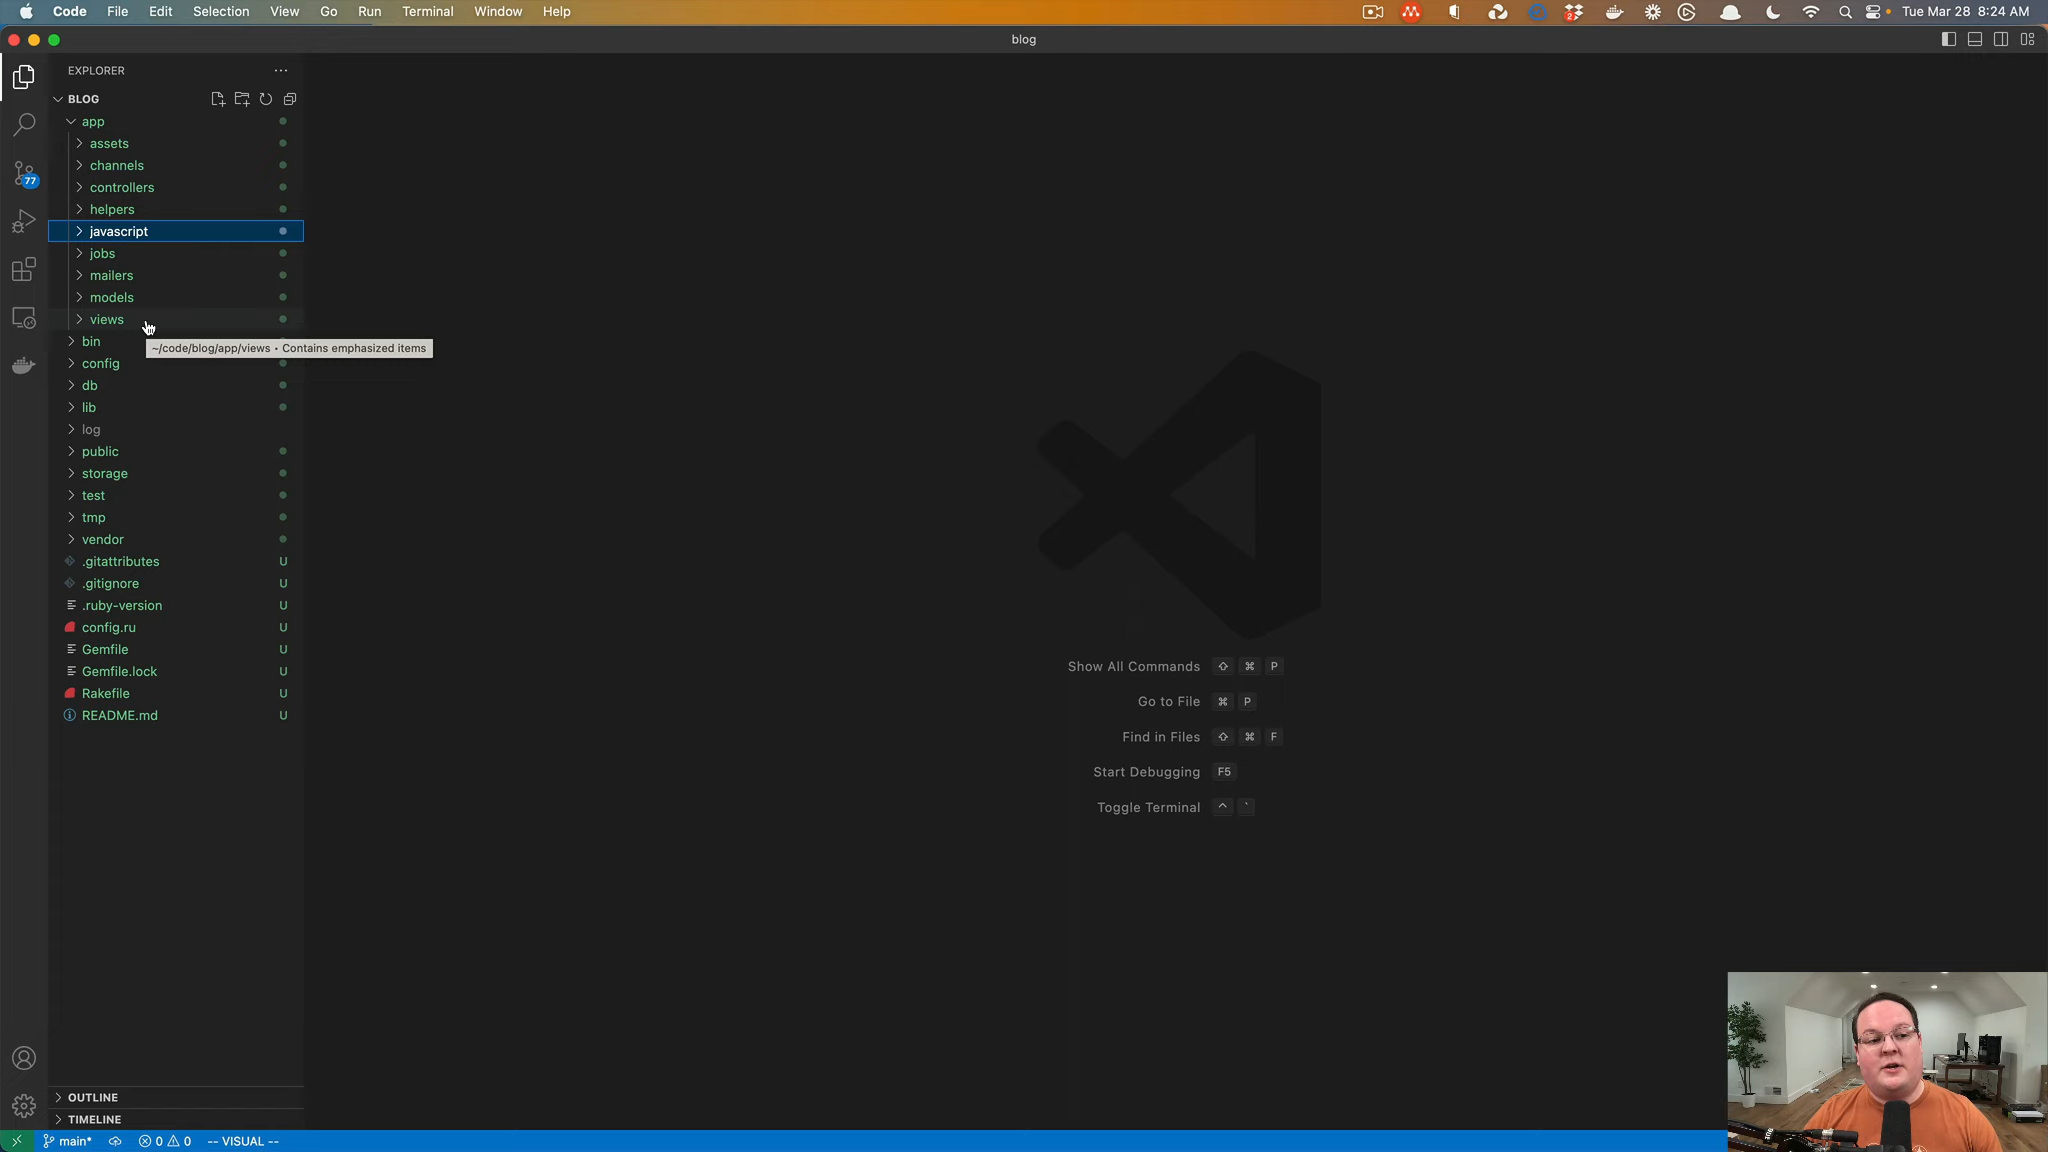 Code File Edit Selection View Go Run Terminal Window Help
2
Tue Mar 28 8:24 AM
blog
EXPLORER
BLOG
app
assets
channels
controllers
77
helpers
javascript
jobs
mailers
models
views
bin
~/code/blog/app/views • Contains emphasized items
config
db
lib
log
public
storage
test
tmp
vendor
.gitattributes U
.gitignore U
.ruby-version U
config.ru U
Gemfile U
Gemfile.lock U
Rakefile U
README.md U
Show All Commands ⇧ ⌘ P
Go to File ⌘ P
Find in Files ⇧ ⌘ F
Start Debugging F5
Toggle Terminal ^ `
OUTLINE
TIMELINE
main* 0 0 -- VISUAL --